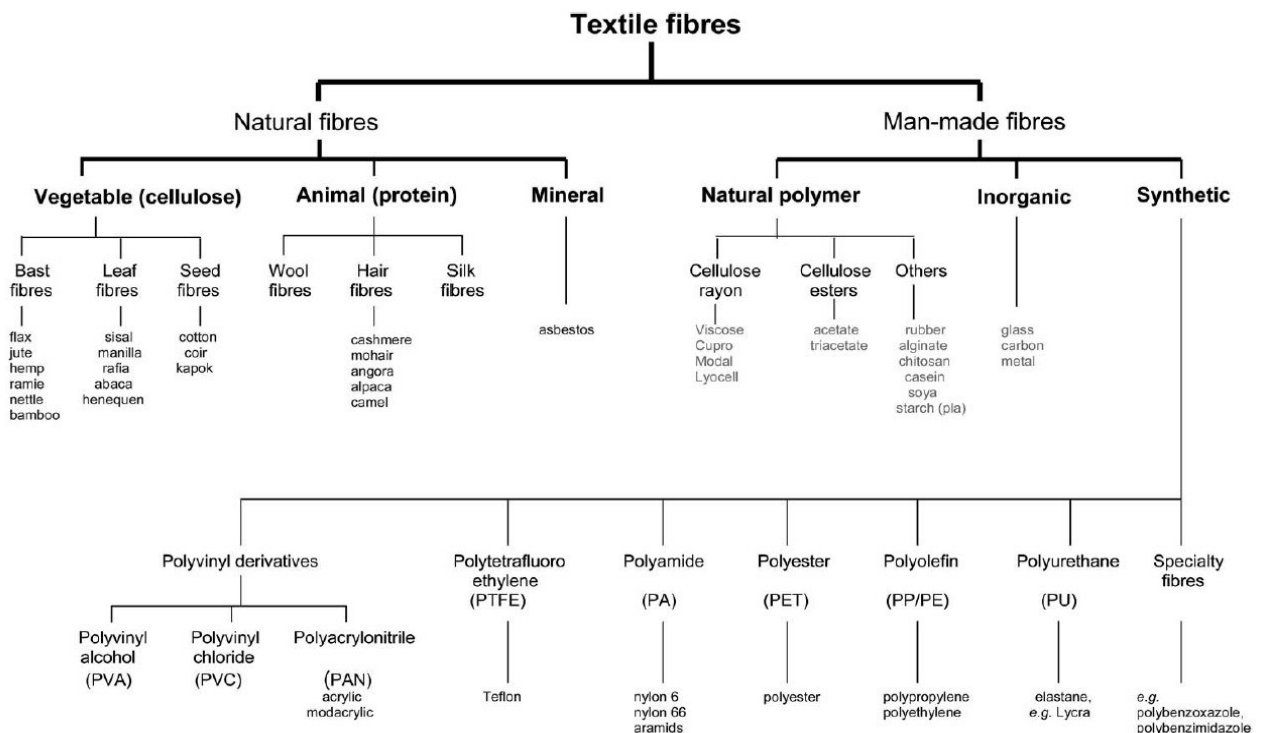 Textile fibres
Natural fibres
Man-made fibres
Vegetable (cellulose)
Animal (protein)
Mineral
Natural polymer
Inorganic
Synthetic
Bast
fibres
Leaf
fibres
Seed
fibres
Wool
fibres
Hair
fibres
Silk
fibres
Cellulose
rayon
Cellulose
esters
Others
flax
jute
hemp
ramie
nettle
bamboo
sisal
manilla
rafia
abaca
henequen
cotton
coir
kapok
cashmere
mohair
angora
alpaca
camel
asbestos
Viscose
Cupro
Modal
Lyocell
acetate
triacetate
rubber
alginate
chitosan
casein
soya
starch (pla)
glass
carbon
metal
Polyvinyl derivatives
Polytetrafluoro
ethylene
(PTFE)
Polyamide
(PA)
Polyester
(PET)
Polyolefin
(PP/PE)
Polyurethane
(PU)
Specialty
fibres
Polyvinyl
alcohol
(PVA)
Polyvinyl
chloride
(PVC)
Polyacrylonitrile
(PAN)
acrylic
modacrylic
Teflon
nylon 6
nylon 66
aramids
polyester
polypropylene
polyethylene
elastane,
e.g. Lycra
e.g.
polybenzoxazole,
polybenzimidazole